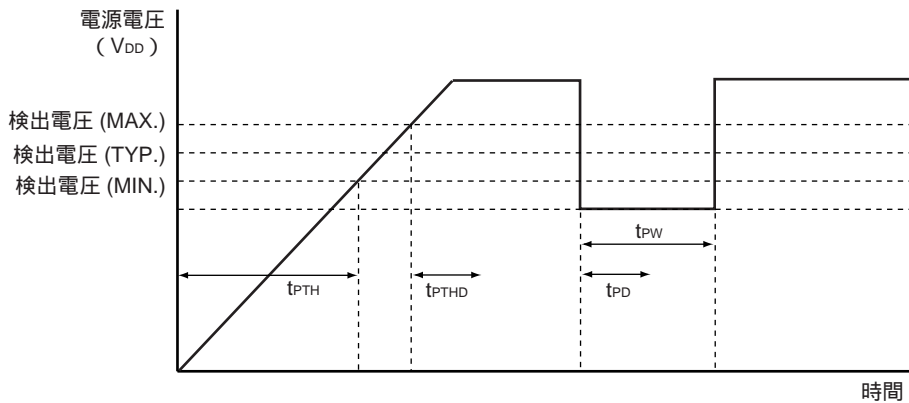 電源電圧
（VDD）
検出電圧 (MAX.)
検出電圧 (TYP.)
検出電圧 (MIN.)
tPW
tPTH
tPTHD
tPD
時間